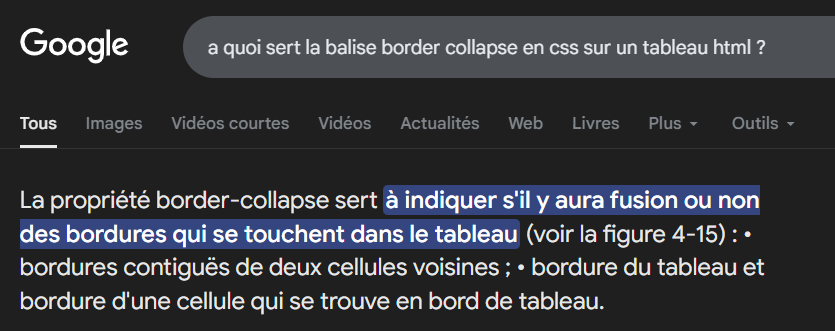 Google
a quoi sert la balise border collapse en css sur un tableau html ?
Tous Images Vidéos courtes Vidéos Actualités Web Livres Plus Outils
La propriété border-collapse sert à indiquer s'il y aura fusion ou non
des bordures qui se touchent dans le tableau (voir la figure 4-15) : •
bordures contiguës de deux cellules voisines ; • bordure du tableau et
bordure d'une cellule qui se trouve en bord de tableau.